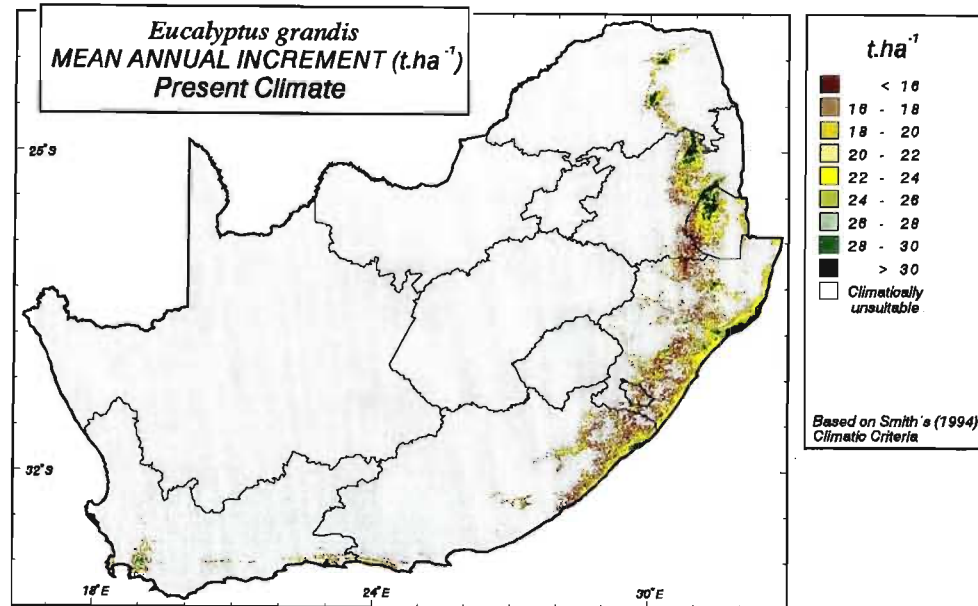 Eucalyptus grandis
MEAN ANNUAL INCREMENT (t.ha⁻¹)
Present Climate
t.ha⁻¹
< 16
16 - 18
18 - 20
20 - 22
22 - 24
24 - 26
26 - 28
28 - 30
> 30
Climatically
unsuitable
Based on Smith's (1994)
Climatic Criteria
25°S
32°S
18°E
24°E
30°E